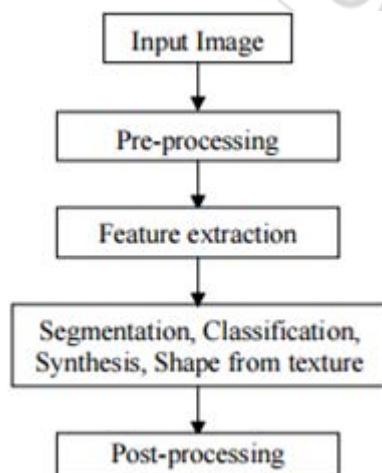 Input Image
Pre-processing
Feature extraction
Segmentation, Classification,
Synthesis, Shape from texture
Post-processing